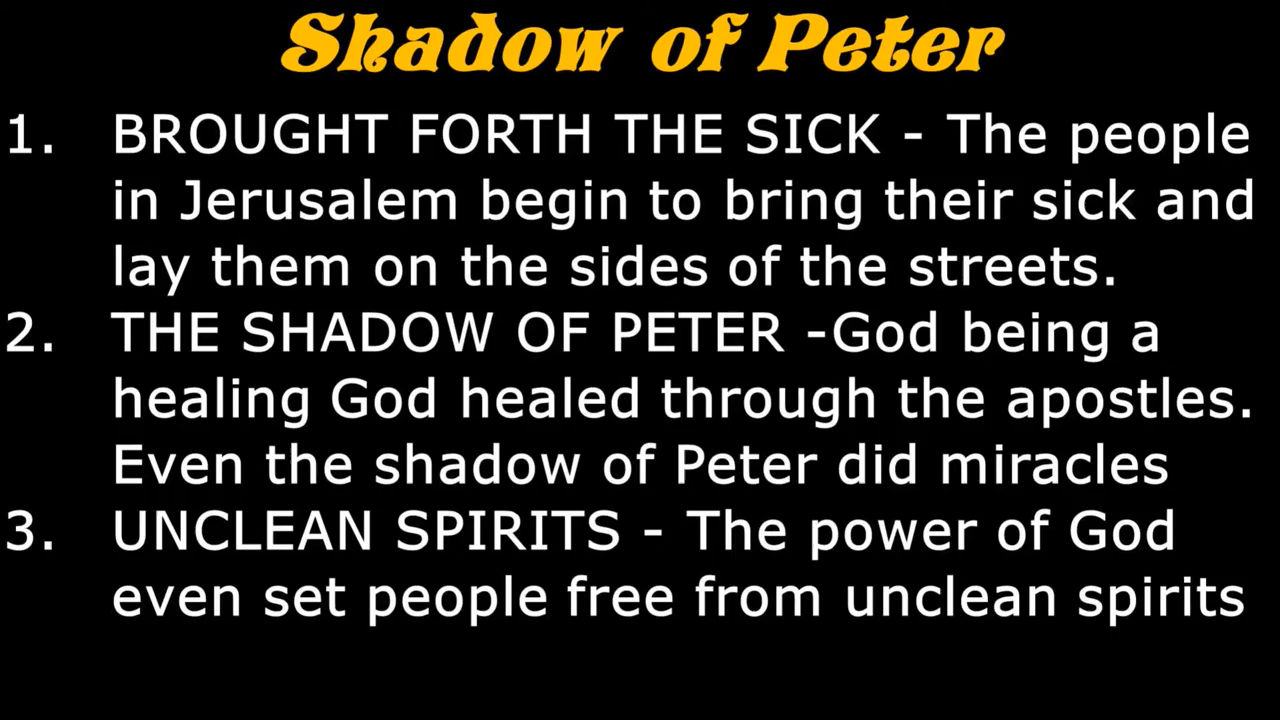 Shadow of Peter
1. BROUGHT FORTH THE SICK - The people
in Jerusalem begin to bring their sick and
lay them on the sides of the streets.
2. THE SHADOW OF PETER -God being a
healing God healed through the apostles.
Even the shadow of Peter did miracles
3. UNCLEAN SPIRITS - The power of God
even set people free from unclean spirits